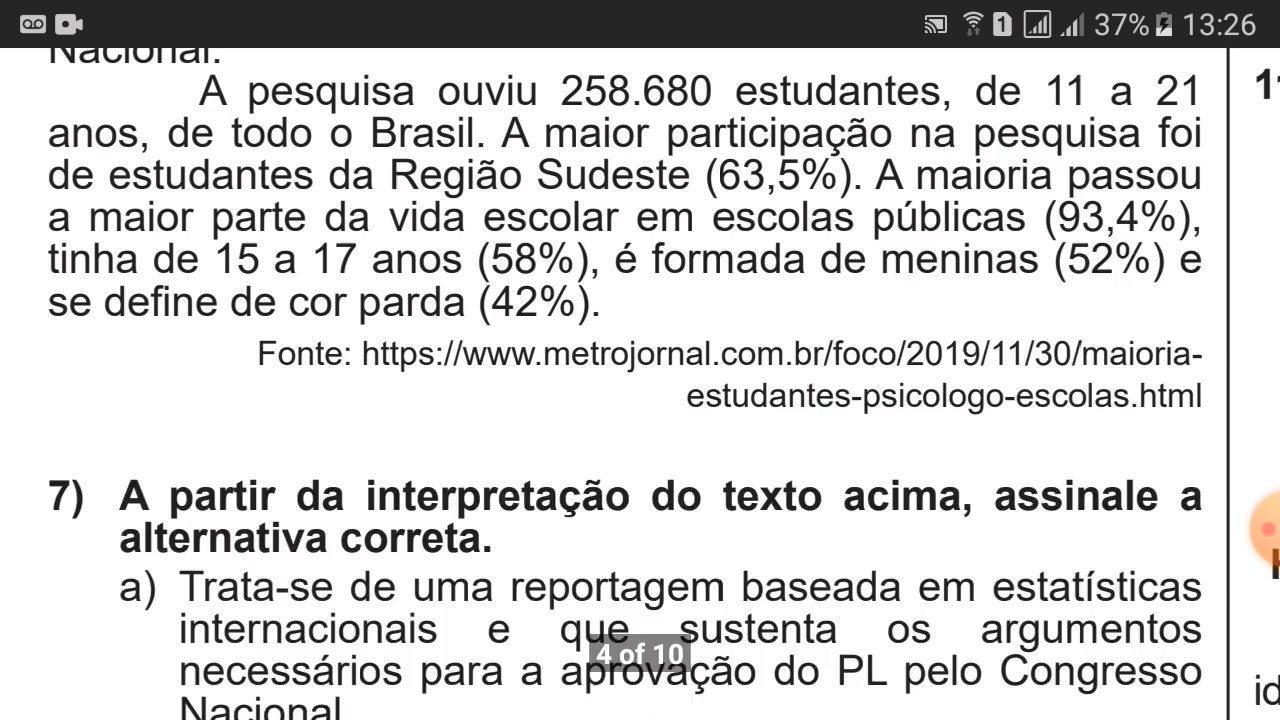 37% 13:26
Nacional.
A pesquisa ouviu 258.680 estudantes, de 11 a 21
anos, de todo o Brasil. A maior participação na pesquisa foi
de estudantes da Região Sudeste (63,5%). A maioria passou
a maior parte da vida escolar em escolas públicas (93,4%),
tinha de 15 a 17 anos (58%), é formada de meninas (52%) e
se define de cor parda (42%).
Fonte: https://www.metrojornal.com.br/foco/2019/11/30/maioria-
estudantes-psicologo-escolas.html
7) A partir da interpretação do texto acima, assinale a
alternativa correta.
a) Trata-se de uma reportagem baseada em estatísticas
internacionais e que sustenta os argumentos
4 of 10
necessários para a aprovação do PL pelo Congresso
Nacional